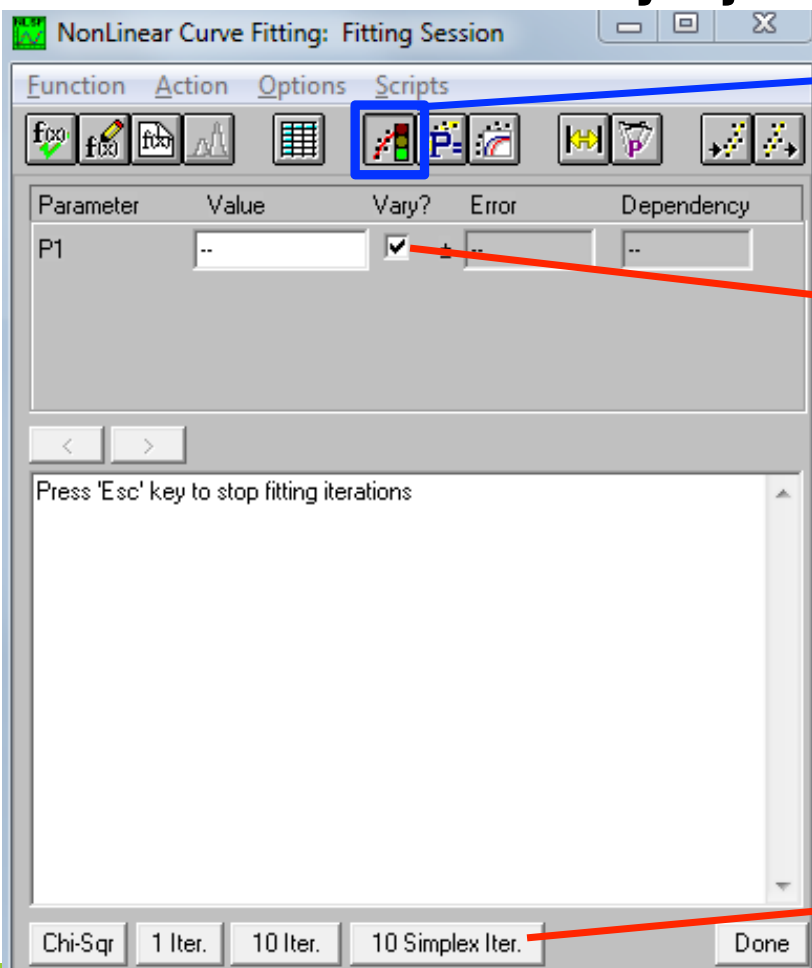 NLSF NonLinear Curve Fitting: Fitting Session
Function Action Options Scripts
f(x) f(x) f(x) P= P
Parameter Value Vary? Error Dependency
P1 -- ± -- --
< >
Press 'Esc' key to stop fitting iterations
Chi-Sqr 1 Iter. 10 Iter. 10 Simplex Iter. Done